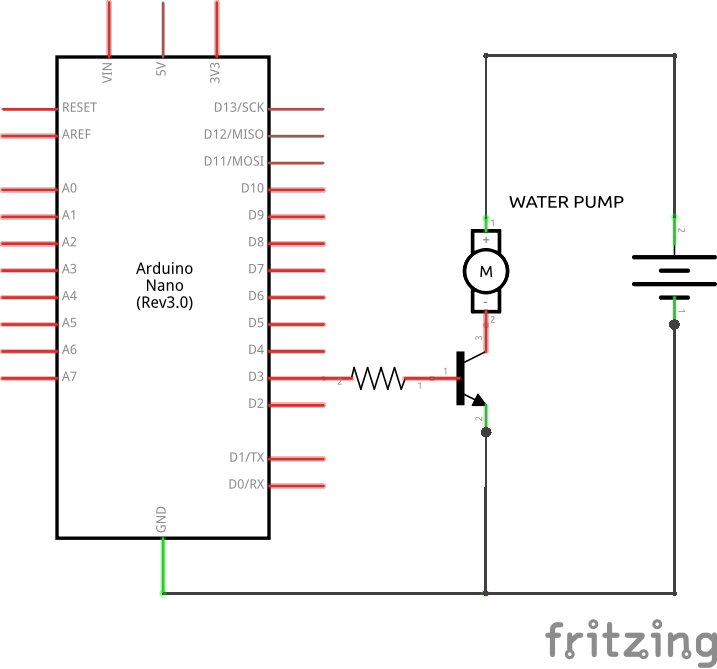 VIN
5V
3V3
RESET
AREF
A0
A1
A2
A3
A4
A5
A6
A7
Arduino
Nano
(Rev3.0)
D13/SCK
D12/MISO
D11/MOSI
D10
D9
D8
D7
D6
D5
D4
D3
D2
D1/TX
D0/RX
GND
2
1
1
3
2
1
+
M
-
2
WATER PUMP
2
1
fritzing